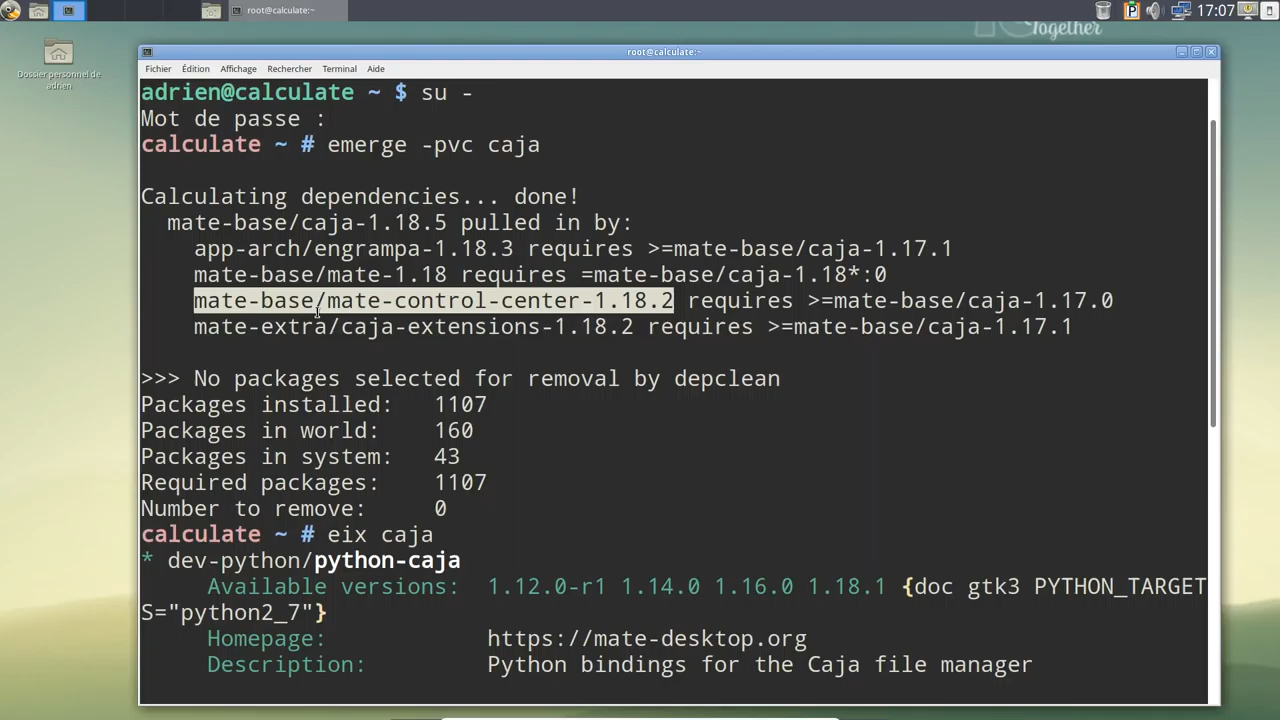 root@calculate:~
17:07
Together
Dossier personnel de
adrien
root@calculate:~
Fichier Édition Affichage Rechercher Terminal Aide
adrien@calculate ~ $ su -
Mot de passe :
calculate ~ # emerge -pvc caja
Calculating dependencies... done!
mate-base/caja-1.18.5 pulled in by:
app-arch/engrampa-1.18.3 requires >=mate-base/caja-1.17.1
mate-base/mate-1.18 requires =mate-base/caja-1.18*:0
mate-base/mate-control-center-1.18.2 requires >=mate-base/caja-1.17.0
mate-extra/caja-extensions-1.18.2 requires >=mate-base/caja-1.17.1
>>> No packages selected for removal by depclean
Packages installed: 1107
Packages in world: 160
Packages in system: 43
Required packages: 1107
Number to remove: 0
calculate ~ # eix caja
* dev-python/python-caja
Available versions: 1.12.0-r1 1.14.0 1.16.0 1.18.1 {doc gtk3 PYTHON_TARGET
S="python2_7"}
Homepage: https://mate-desktop.org
Description: Python bindings for the Caja file manager